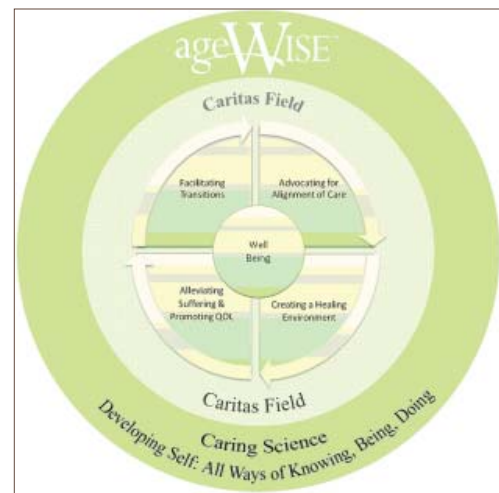 ageWISE™
Caritas Field
Facilitating
Transitions
Advocating for
Alignment of Care
Well
Being
Alleviating
Suffering &
Promoting QOL
Creating a Healing
Environment
Caritas Field
Caring Science
Developing Self: All Ways of Knowing, Being, Doing